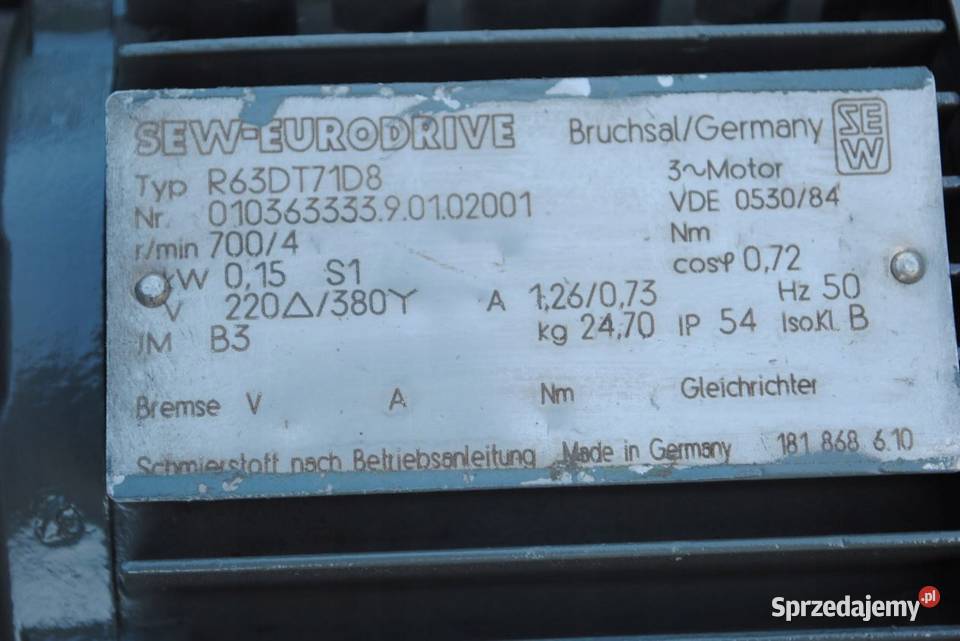 SEW-EURODRIVE Bruchsal/Germany SEW
Typ R63DT71D8 3~Motor
Nr. 010363333.9.01.02001 VDE 0530/84
r/min 700/4 Nm
kW 0,15 S1 cosφ 0,72
V 220△/380Y A 1,26/0,73 Hz 50
IM B3 kg 24,70 IP 54 Iso.Kl. B
Bremse V A Nm Gleichrichter
Schmierstoff nach Betriebsanleitung Made in Germany 181 868 6.10
Sprzedajemy.pl